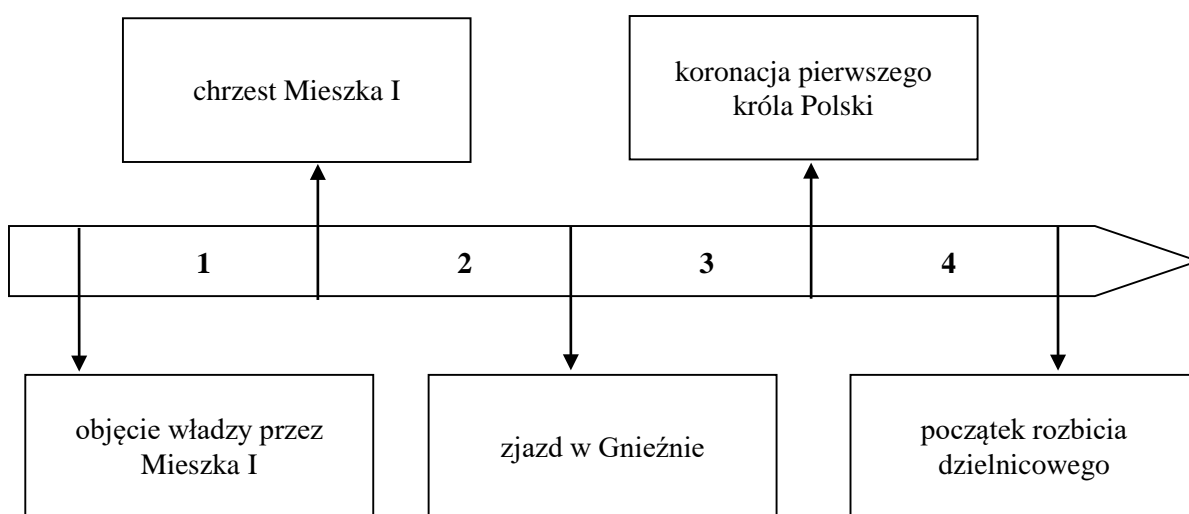 chrzest Mieszka I
koronacja pierwszego
króla Polski
1
2
3
4
objęcie władzy przez
Mieszka I
zjazd w Gnieźnie
początek rozbicia
dzielnicowego